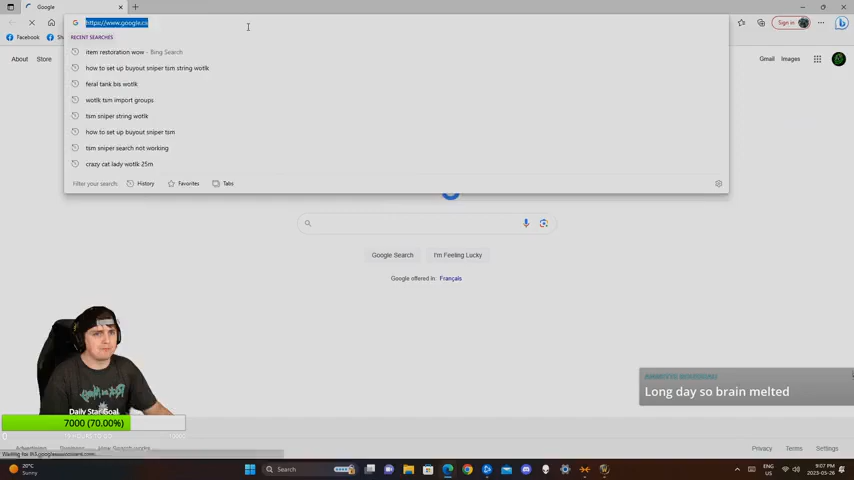 Google
https://www.google.ca
Sign in
Facebook
RECENT SEARCHES
item restoration wow - Bing Search
how to set up buyout sniper tsm string wotlk
feral tank bis wotlk
wotlk tsm import groups
tsm sniper string wotlk
how to set up buyout sniper tsm
tsm sniper search not working
crazy cat lady wotlk 25m
Filter your search: History Favorites Tabs
About Store
Gmail Images
Google Search I'm Feeling Lucky
Google offered in: Français
Long day so brain melted
Daily Star Goal
7000 (70.00%)
Privacy Terms Settings
20°C
Sunny
Search
ENG
US
9:07 PM
2023-05-26